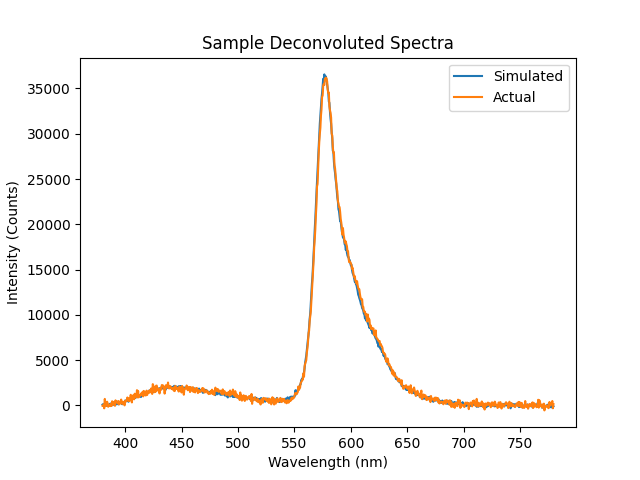 Sample Deconvoluted Spectra
Simulated
Actual
35000
30000
25000
20000
15000
10000
5000
0
Intensity (Counts)
400 450 500 550 600 650 700 750
Wavelength (nm)